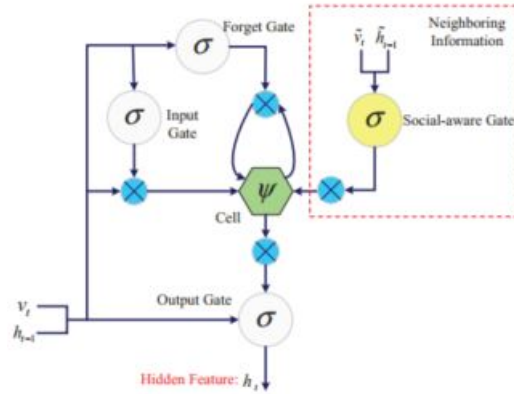 Forget Gate
Neighboring
Information
ṽₜ h̃ₜ₋₁
σ
σ
Input
Gate
σ
Social-aware Gate
ψ
Cell
Output Gate
vₜ
hₜ₋₁
σ
Hidden Feature: hₜ